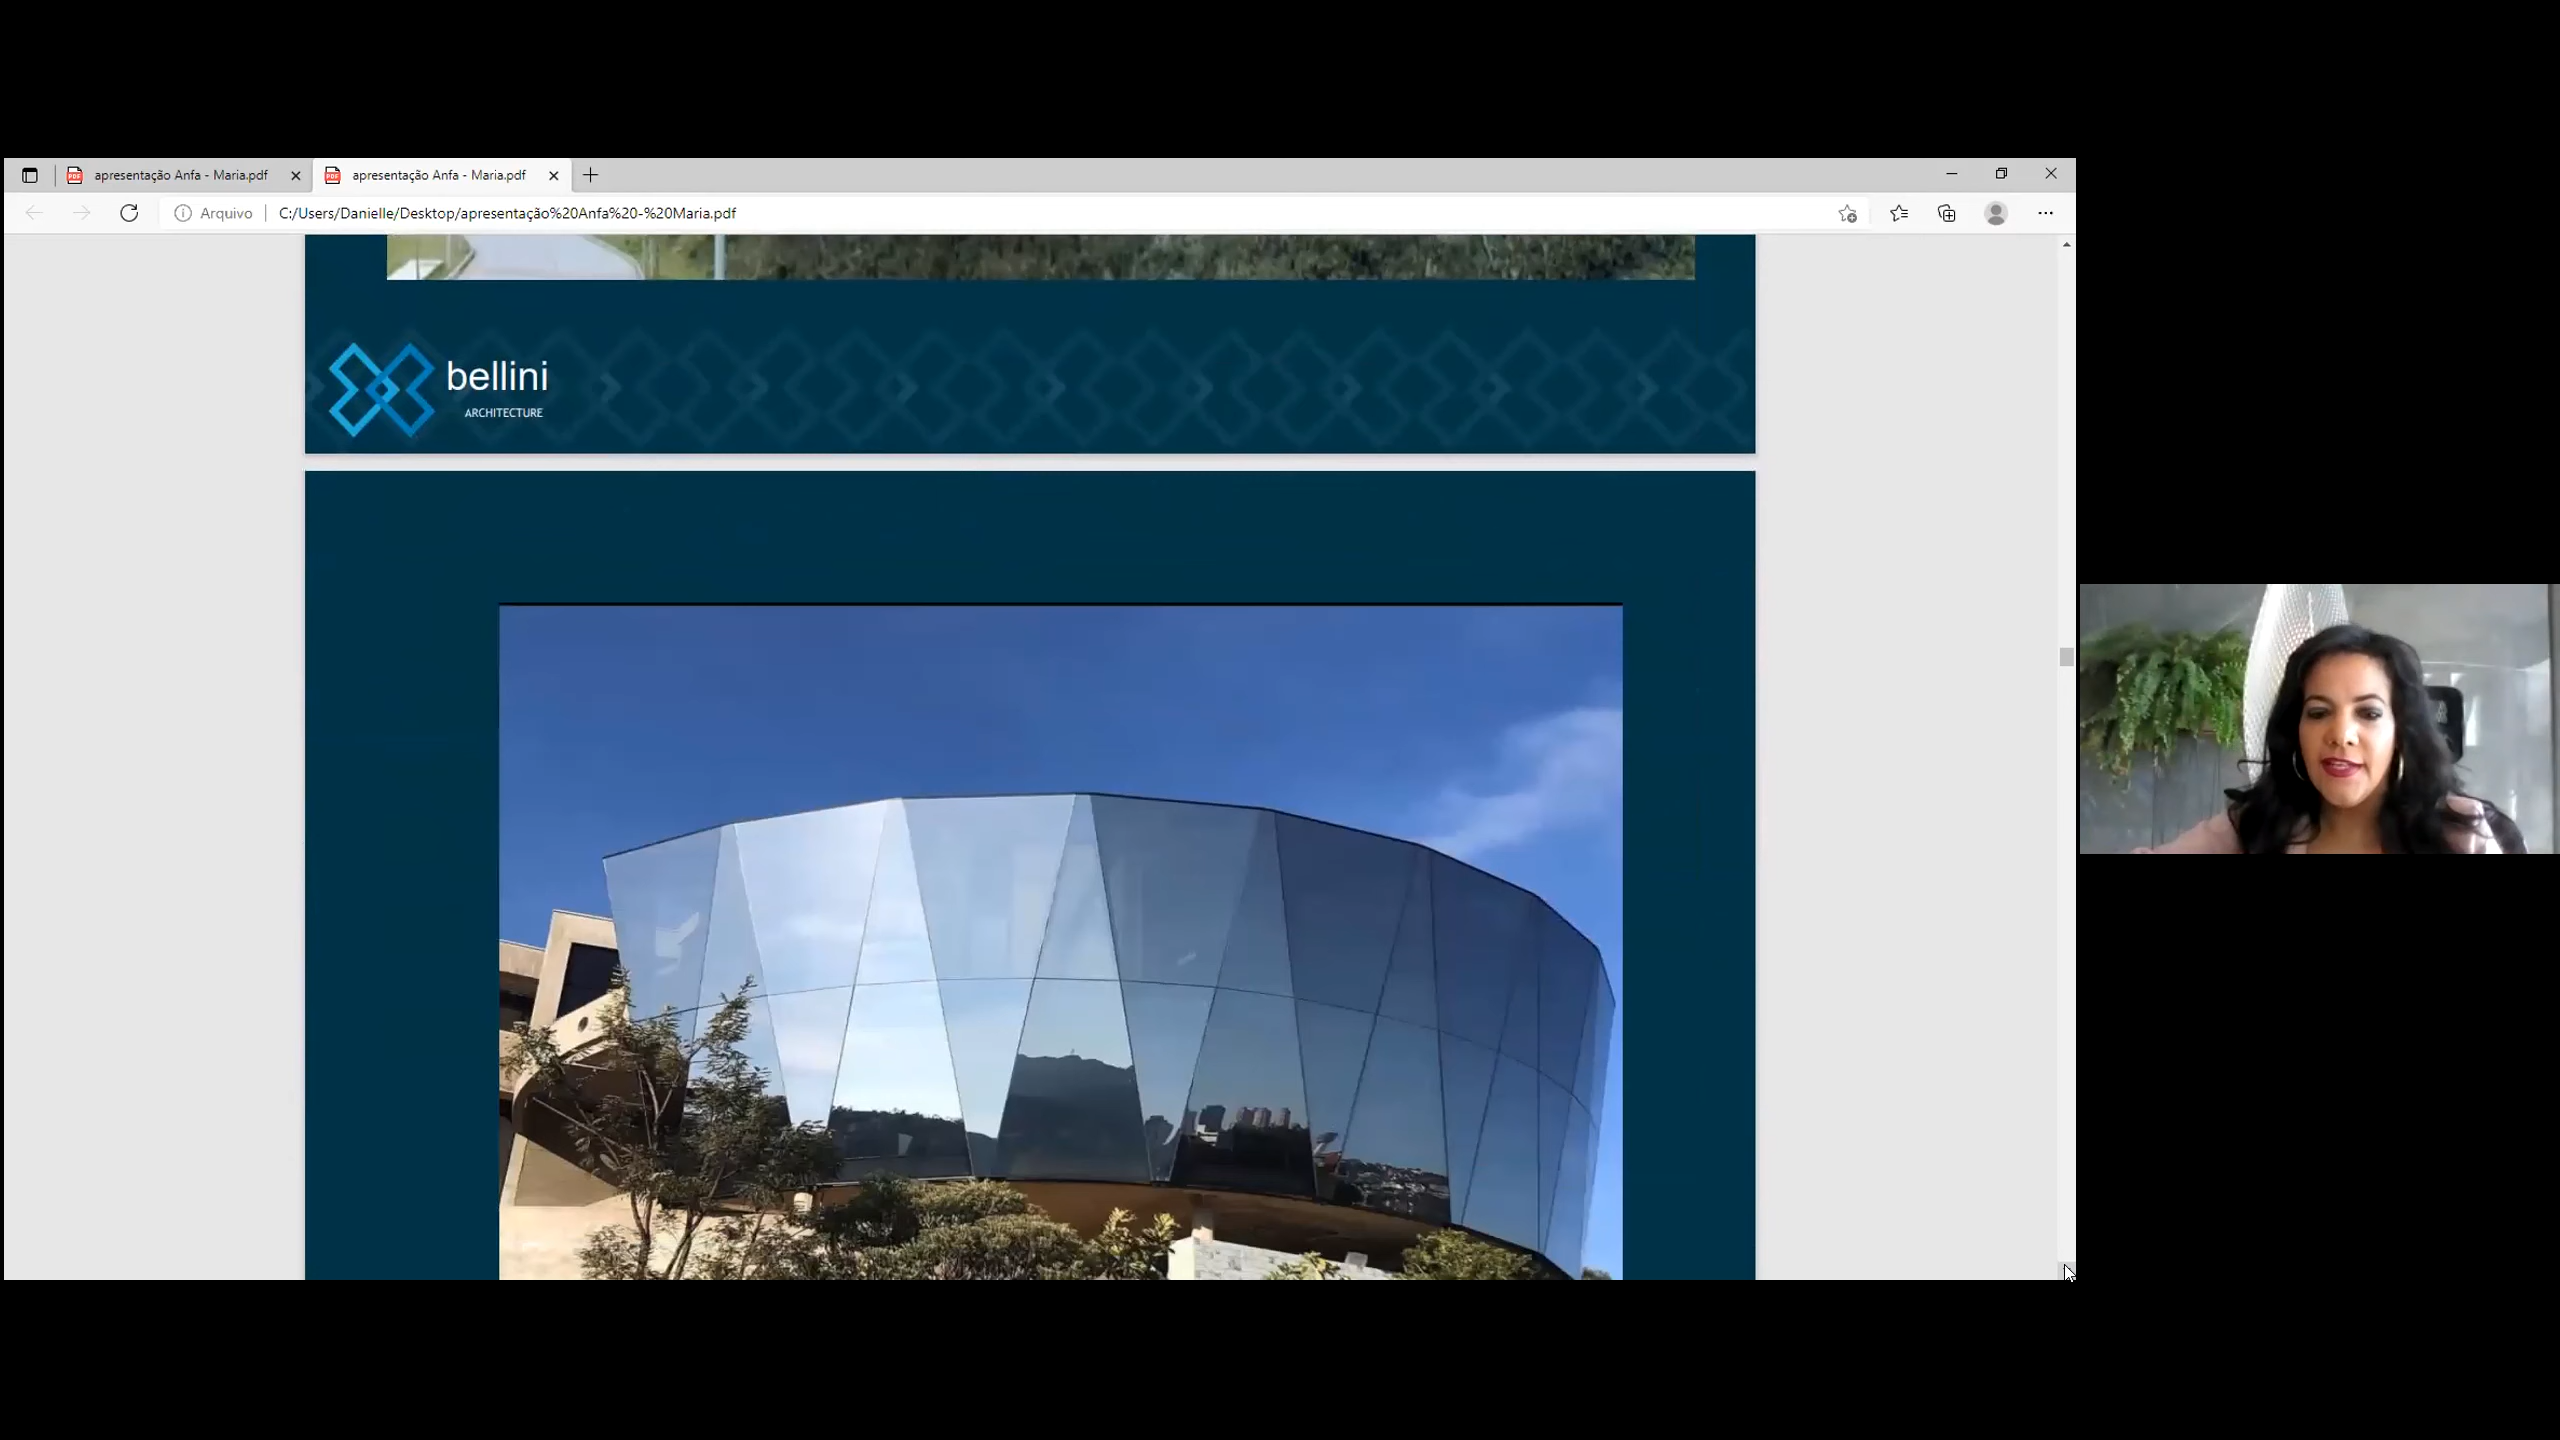 apresentação Anfa - Maria.pdf
apresentação Anfa - Maria.pdf
Arquivo
C:/Users/Danielle/Desktop/apresentação%20Anfa%20-%20Maria.pdf
bellini
ARCHITECTURE